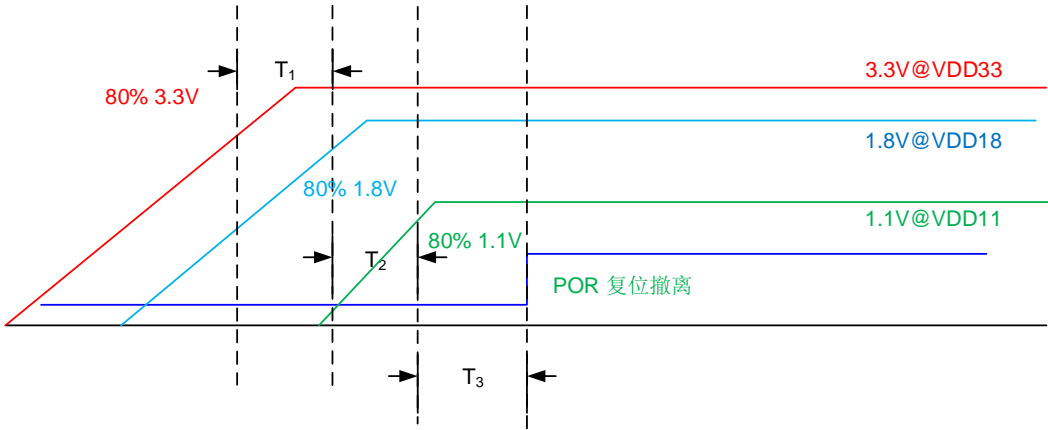 T₁
3.3V@VDD33
80% 3.3V
1.8V@VDD18
80% 1.8V
1.1V@VDD11
80% 1.1V
T₂
POR 复位撤离
T₃